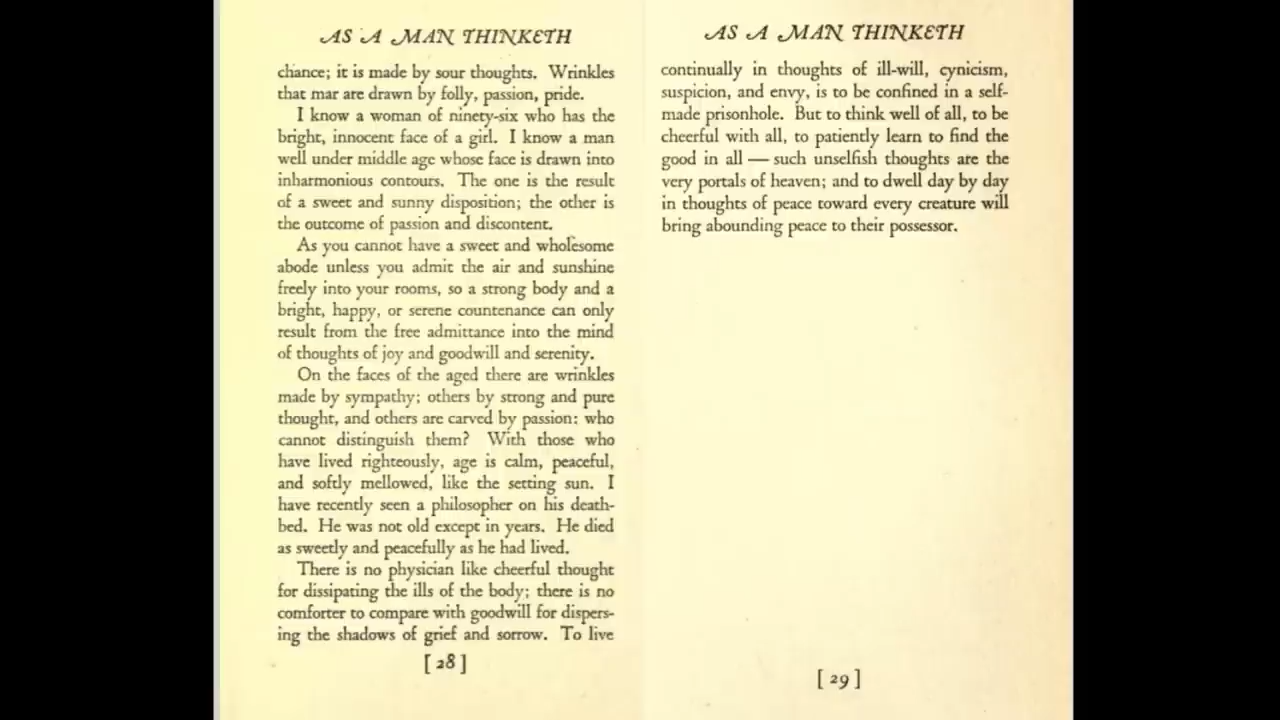 AS A MAN THINKETH
chance; it is made by sour thoughts. Wrinkles
that mar are drawn by folly, passion, pride.
I know a woman of ninety-six who has the
bright, innocent face of a girl. I know a man
well under middle age whose face is drawn into
inharmonious contours. The one is the result
of a sweet and sunny disposition; the other is
the outcome of passion and discontent.
As you cannot have a sweet and wholesome
abode unless you admit the air and sunshine
freely into your rooms, so a strong body and a
bright, happy, or serene countenance can only
result from the free admittance into the mind
of thoughts of joy and goodwill and serenity.
On the faces of the aged there are wrinkles
made by sympathy; others by strong and pure
thought, and others are carved by passion: who
cannot distinguish them? With those who
have lived righteously, age is calm, peaceful,
and softly mellowed, like the setting sun. I
have recently seen a philosopher on his death-
bed. He was not old except in years. He died
as sweetly and peacefully as he had lived.
There is no physician like cheerful thought
for dissipating the ills of the body; there is no
comforter to compare with goodwill for dispers-
ing the shadows of grief and sorrow. To live
[28]
AS A MAN THINKETH
continually in thoughts of ill-will, cynicism,
suspicion, and envy, is to be confined in a self-
made prisonhole. But to think well of all, to be
cheerful with all, to patiently learn to find the
good in all — such unselfish thoughts are the
very portals of heaven; and to dwell day by day
in thoughts of peace toward every creature will
bring abounding peace to their possessor.
[29]